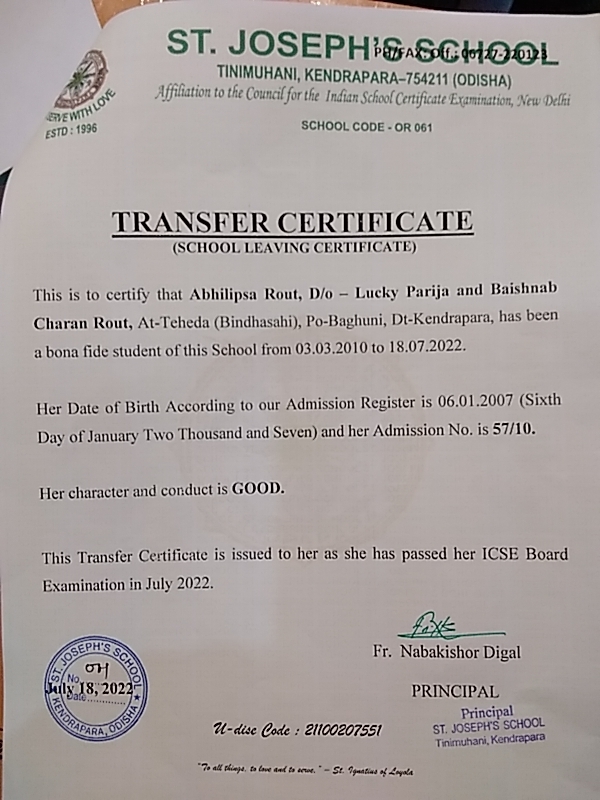 ST. JOSEPH'S SCHOOL
PH/FAX: Off.: 06727-220123
TINIMUHANI, KENDRAPARA–754211 (ODISHA)
Affiliation to the Council for the Indian School Certificate Examination, New Delhi
SERVE WITH LOVE
ESTD : 1996
SCHOOL CODE - OR 061
TRANSFER CERTIFICATE
(SCHOOL LEAVING CERTIFICATE)
This is to certify that Abhilipsa Rout, D/o – Lucky Parija and Baishnab
Charan Rout, At-Teheda (Bindhasahi), Po-Baghuni, Dt-Kendrapara, has been
a bona fide student of this School from 03.03.2010 to 18.07.2022.
Her Date of Birth According to our Admission Register is 06.01.2007 (Sixth
Day of January Two Thousand and Seven) and her Admission No. is 57/10.
Her character and conduct is GOOD.
This Transfer Certificate is issued to her as she has passed her ICSE Board
Examination in July 2022.
Fr. Nabakishor Digal
PRINCIPAL
Principal
ST. JOSEPH'S SCHOOL
Tinimuhani, Kendrapara
ST. JOSEPH'S SCHOOL
No.
July 18, 2022
Date............
KENDRAPARA, ODISHA
U-dise Code : 21100207551
"To all things, to love and to serve." – St. Ignatius of Loyola